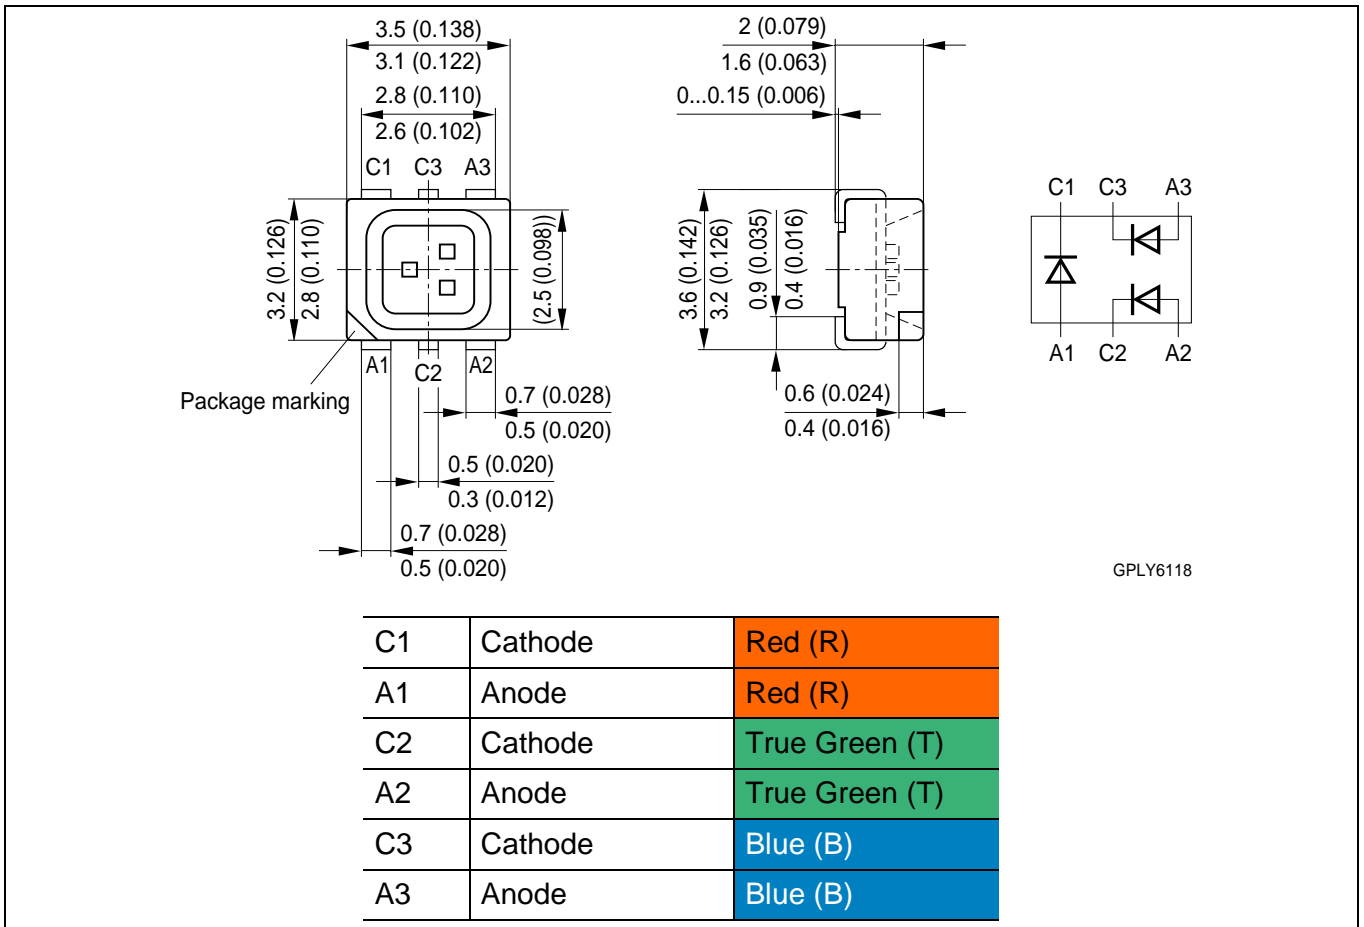 3.5 (0.138)
3.1 (0.122)
2.8 (0.110)
2.6 (0.102)
C1 C3 A3
3.2 (0.126)
2.8 (0.110)
(2.5 (0.098))
A1 C2 A2
Package marking
0.7 (0.028)
0.5 (0.020)
0.5 (0.020)
0.3 (0.012)
0.7 (0.028)
0.5 (0.020)
2 (0.079)
1.6 (0.063)
0...0.15 (0.006)
3.6 (0.142)
3.2 (0.126)
0.9 (0.035)
0.4 (0.016)
0.6 (0.024)
0.4 (0.016)
C1 C3 A3
A1 C2 A2
GPLY6118
C1 Cathode Red (R)
A1 Anode Red (R)
C2 Cathode True Green (T)
A2 Anode True Green (T)
C3 Cathode Blue (B)
A3 Anode Blue (B)